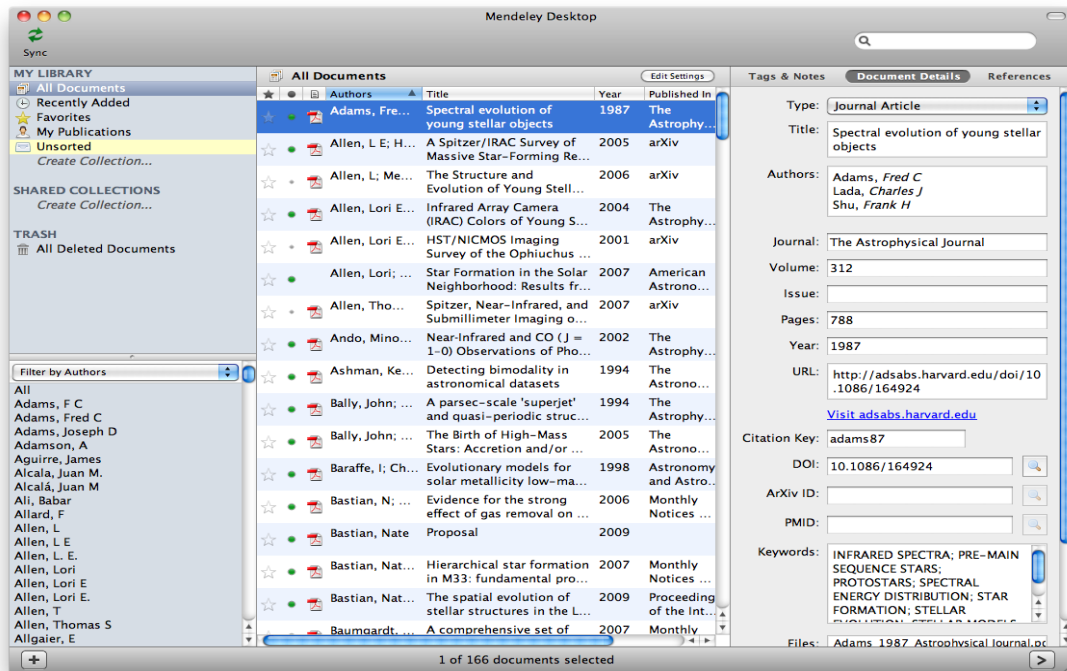 Mendeley Desktop
Sync
MY LIBRARY
All Documents
Recently Added
Favorites
My Publications
Unsorted
Create Collection...
SHARED COLLECTIONS
Create Collection...
TRASH
All Deleted Documents
Filter by Authors
All
Adams, F C
Adams, Fred C
Adams, Joseph D
Adamson, A
Aguirre, James
Alcala, Juan M.
Alcalá, Juan M
Ali, Babar
Allard, F
Allen, L
Allen, L E
Allen, L. E.
Allen, Lori
Allen, Lori E
Allen, Lori E.
Allen, T
Allen, Thomas S
Allgaier, E
All Documents
Edit Settings
Authors Title Year Published In
Adams, Fre... Spectral evolution of 1987 The
young stellar objects Astrophy...
Allen, L E; H... A Spitzer/IRAC Survey of 2005 arXiv
Massive Star-Forming Re...
Allen, L; Me... The Structure and 2006 arXiv
Evolution of Young Stell...
Allen, Lori E... Infrared Array Camera 2004 The
(IRAC) Colors of Young S... Astrophy...
Allen, Lori E... HST/NICMOS Imaging 2001 arXiv
Survey of the Ophiuchus ...
Allen, Lori; ... Star Formation in the Solar 2007 American
Neighborhood: Results fr... Astrono...
Allen, Tho... Spitzer, Near-Infrared, and 2007 arXiv
Submillimeter Imaging o...
Ando, Mino... Near-Infrared and CO ( J = 2002 The
1-0) Observations of Pho... Astrophy...
Ashman, Ke... Detecting bimodality in 1994 The
astronomical datasets Astrono...
Bally, John; ... A parsec-scale 'superjet' 1994 The
and quasi-periodic struc... Astrophy...
Bally, John; ... The Birth of High-Mass 2005 The
Stars: Accretion and/or ... Astrono...
Baraffe, I; Ch... Evolutionary models for 1998 Astronomy
solar metallicity low-ma... and Astro...
Bastian, N; ... Evidence for the strong 2006 Monthly
effect of gas removal on ... Notices ...
Bastian, Nate Proposal 2009
Bastian, Nat... Hierarchical star formation 2007 Monthly
in M33: fundamental pro... Notices ...
Bastian, Nat... The spatial evolution of 2009 Proceeding
stellar structures in the L... of the Int...
Baumgardt, ... A comprehensive set of 2007 Monthly
Tags & Notes Document Details References
Type: Journal Article
Title: Spectral evolution of young stellar
objects
Authors: Adams, Fred C
Lada, Charles J
Shu, Frank H
Journal: The Astrophysical Journal
Volume: 312
Issue:
Pages: 788
Year: 1987
URL: http://adsabs.harvard.edu/doi/10
.1086/164924
Visit adsabs.harvard.edu
Citation Key: adams87
DOI: 10.1086/164924
ArXiv ID:
PMID:
Keywords: INFRARED SPECTRA; PRE-MAIN
SEQUENCE STARS;
PROTOSTARS; SPECTRAL
ENERGY DISTRIBUTION; STAR
FORMATION; STELLAR
EVOLUTION; STELLAR MODELS
Files: Adams 1987 Astrophysical Journal.pc
1 of 166 documents selected